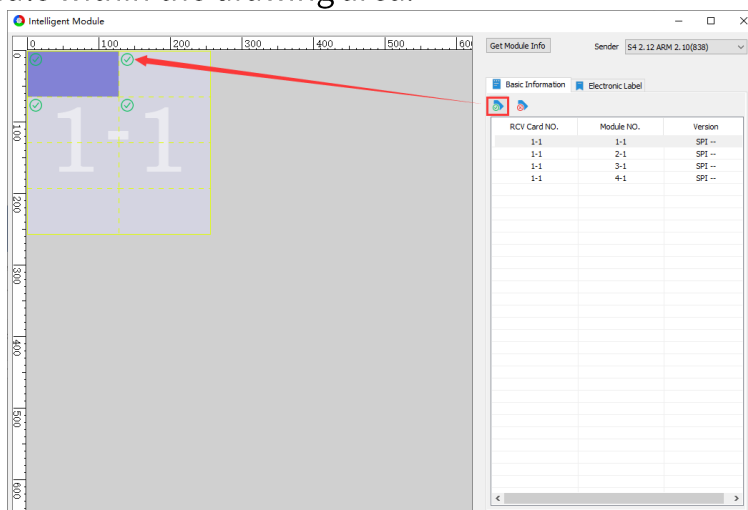 Intelligent Module
0 100 200 300 400 500 600
0
100
200
300
400
500
600
1-1
Get Module Info
Sender
S4 2.12 ARM 2.10(838)
Basic Information
Electronic Label
RCV Card NO. Module NO. Version
1-1 1-1 SPI --
1-1 2-1 SPI --
1-1 3-1 SPI --
1-1 4-1 SPI --